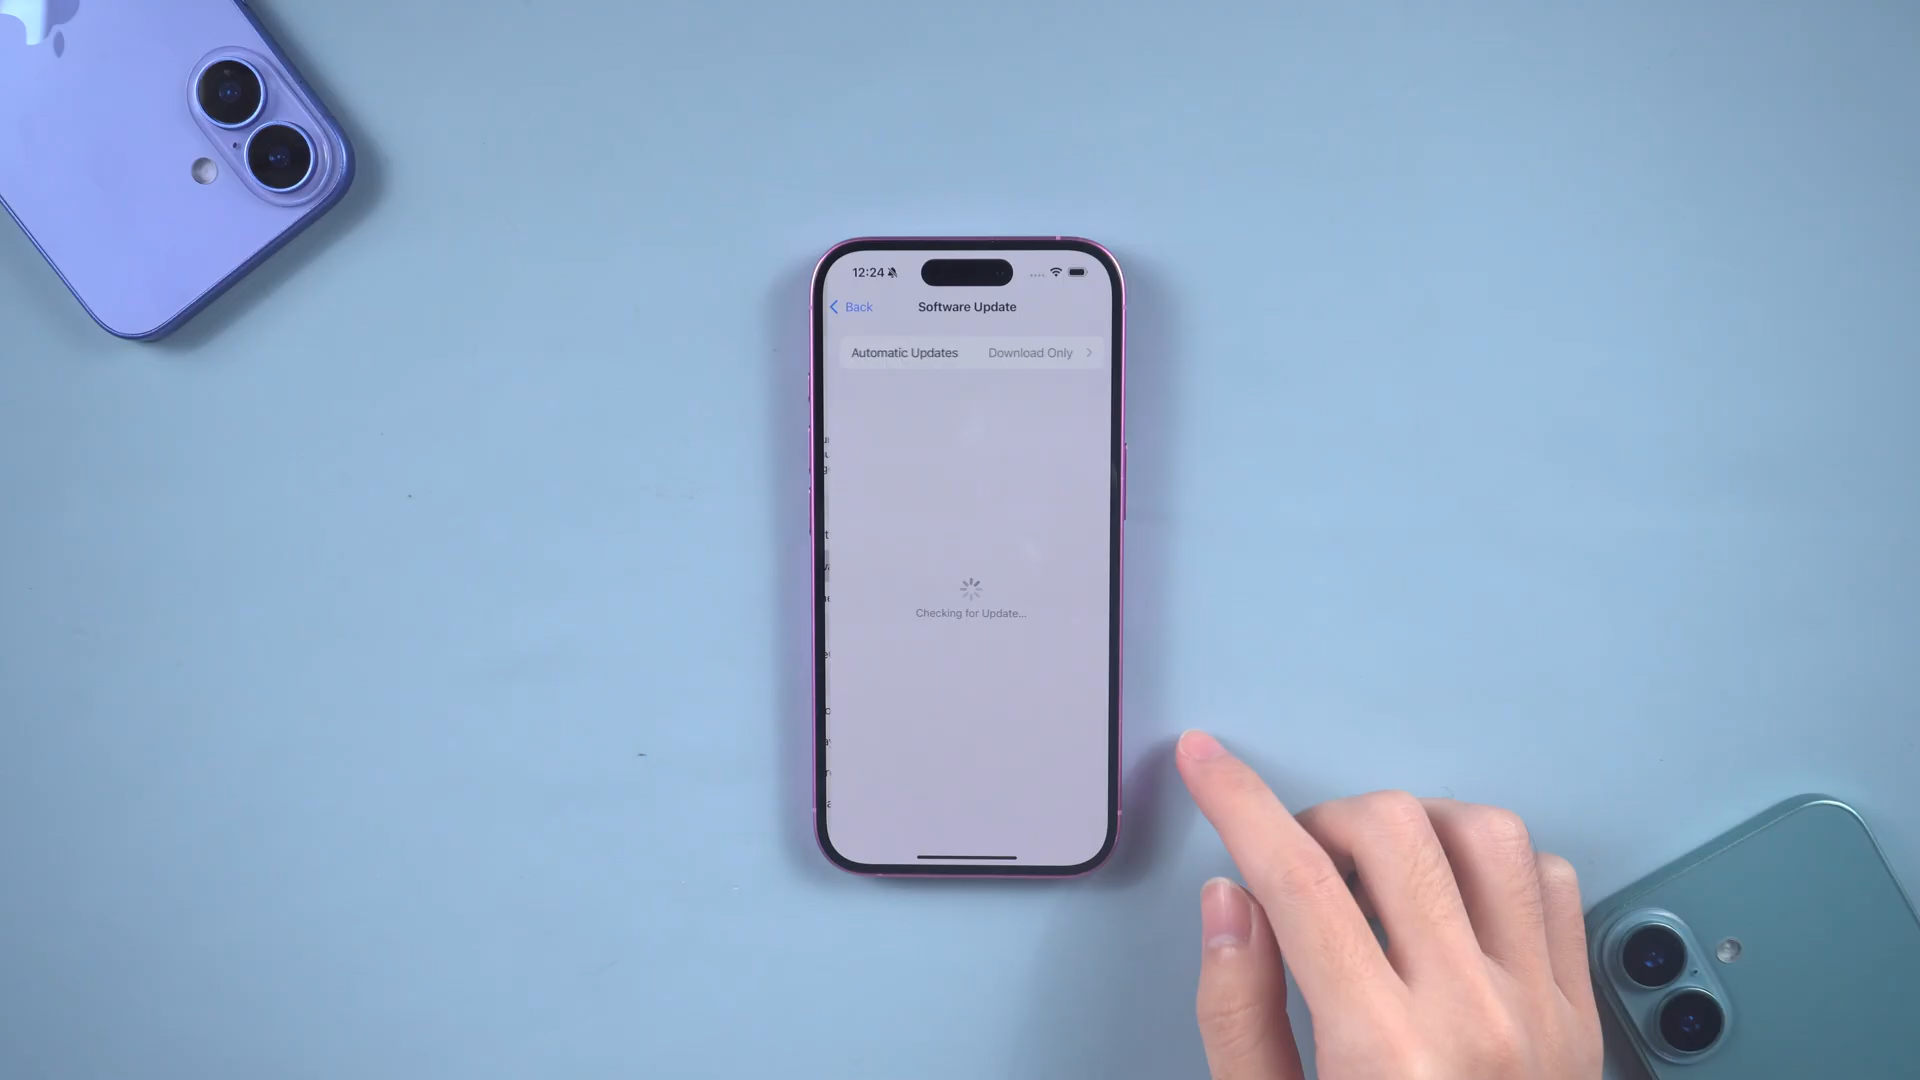 12:24
Back Software Update
Automatic Updates Download Only
Checking for Update...